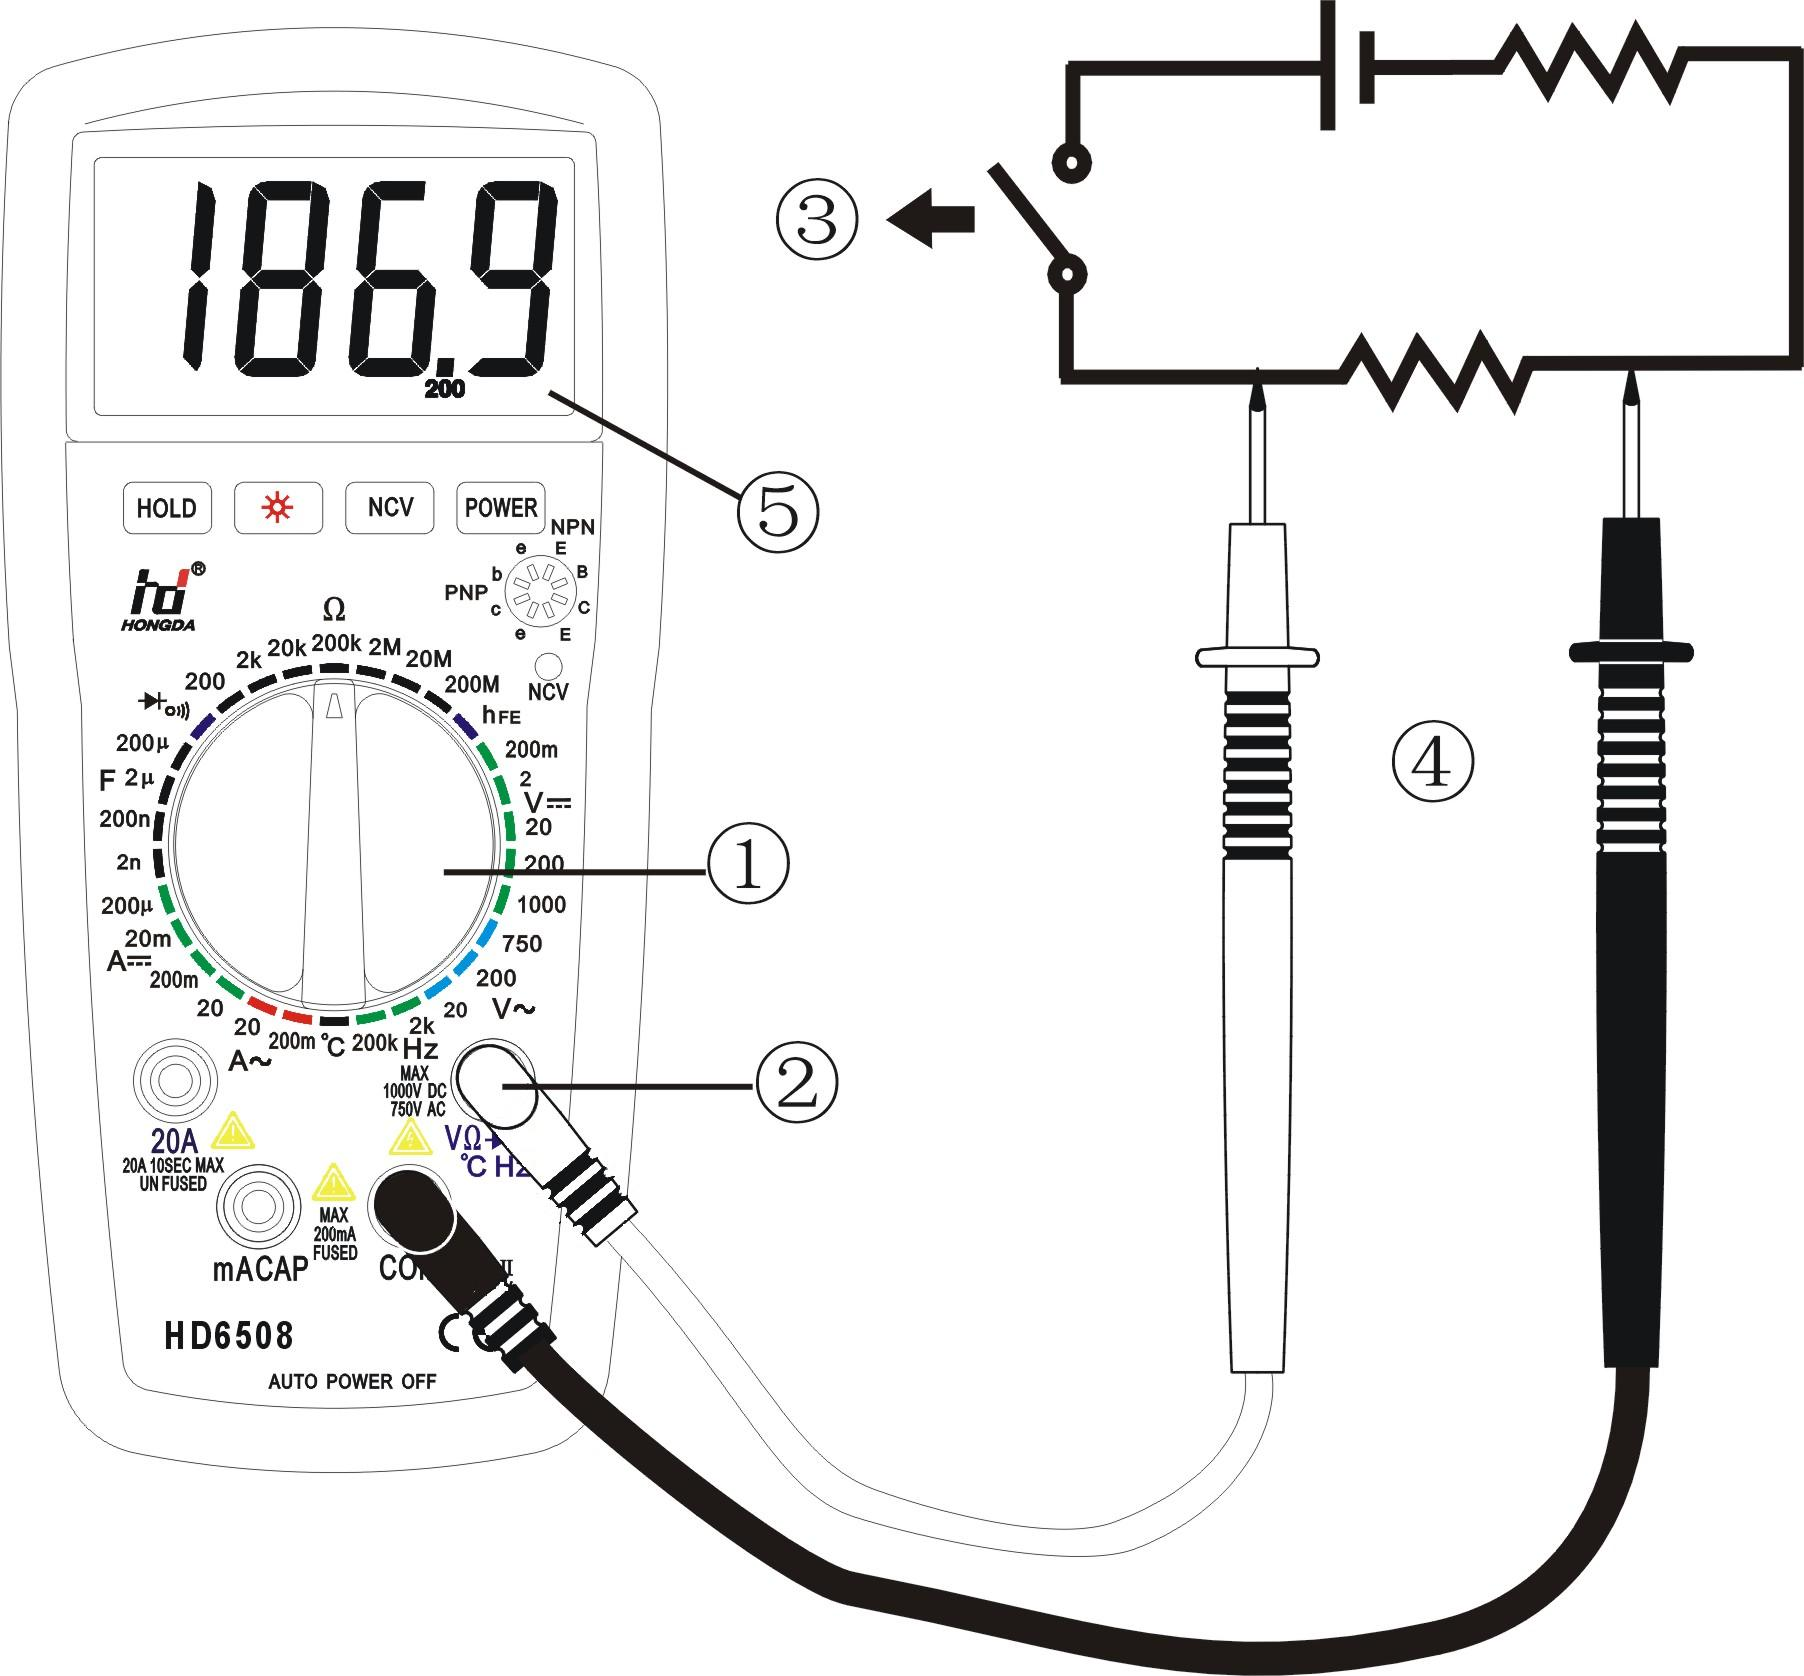 186.9
200
③
HOLD
NCV
POWER
⑤
NPN
e E
b B
PNP
c C
e E
hd®
HONGDA
NCV
Ω
200 2k 20k 200k 2M 20M 200M
hFE
200m
2
V
20
200
1000
①
750
200
20
V~
200μ
F 2μ
200n
2n
200μ
20m
A
200m
20
20
200m
A~
℃
200k 2k
Hz
④
②
MAX
1000V DC
750V AC
VΩ
℃ Hz
20A
20A 10SEC MAX
UN FUSED
MAX
200mA
FUSED
mACAP
HD6508
AUTO POWER OFF